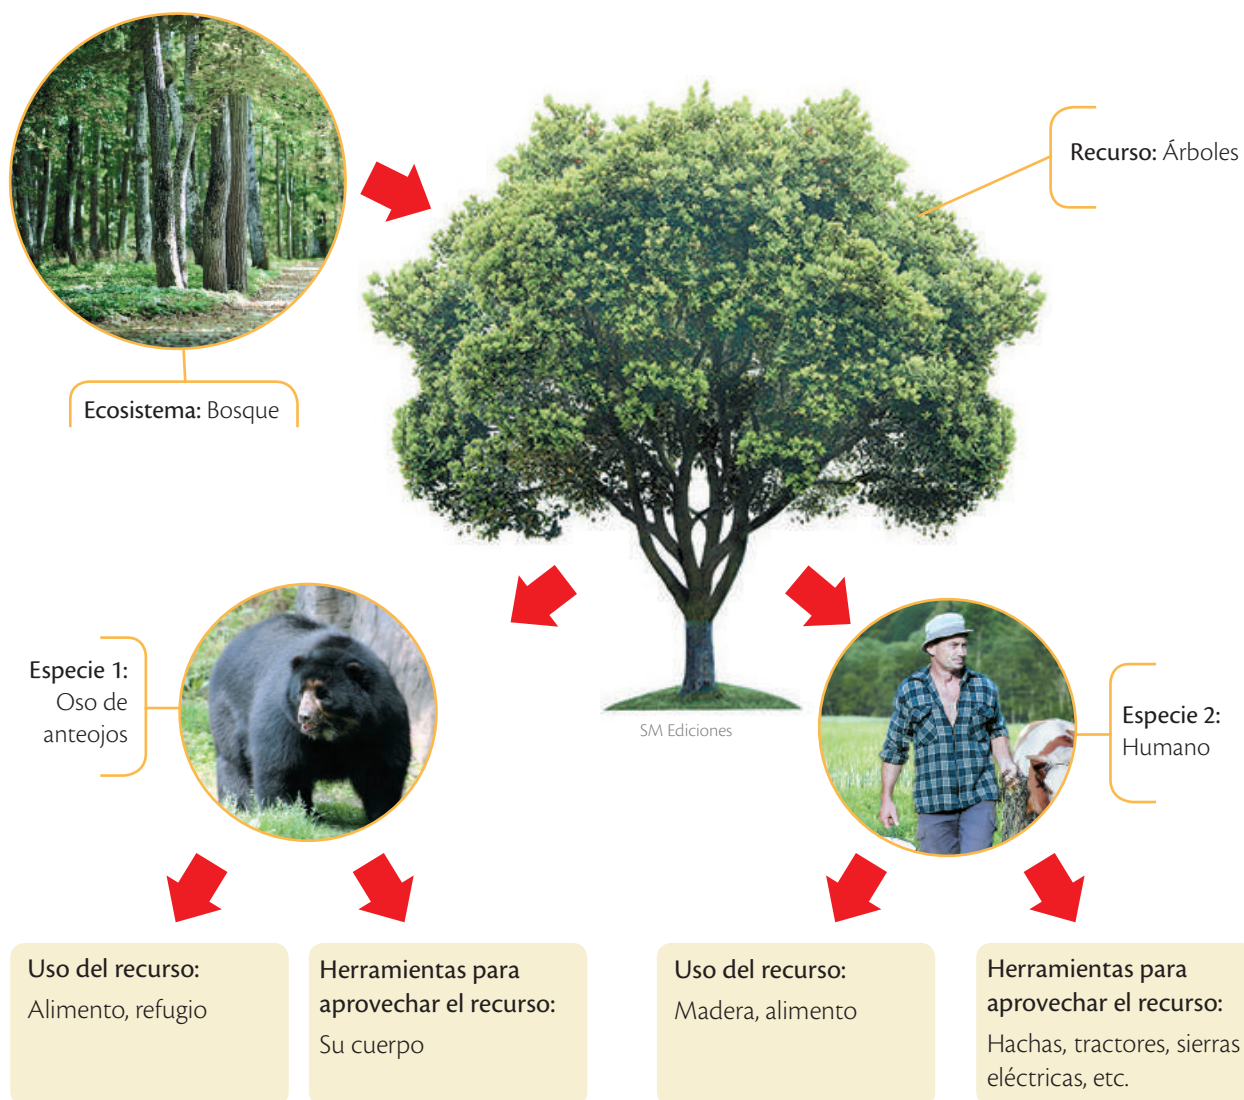 Recurso: Árboles
Ecosistema: Bosque
Especie 1:
Oso de
anteojos
SM Ediciones
Especie 2:
Humano
Uso del recurso:
Alimento, refugio
Herramientas para
aprovechar el recurso:
Su cuerpo
Uso del recurso:
Madera, alimento
Herramientas para
aprovechar el recurso:
Hachas, tractores, sierras
eléctricas, etc.